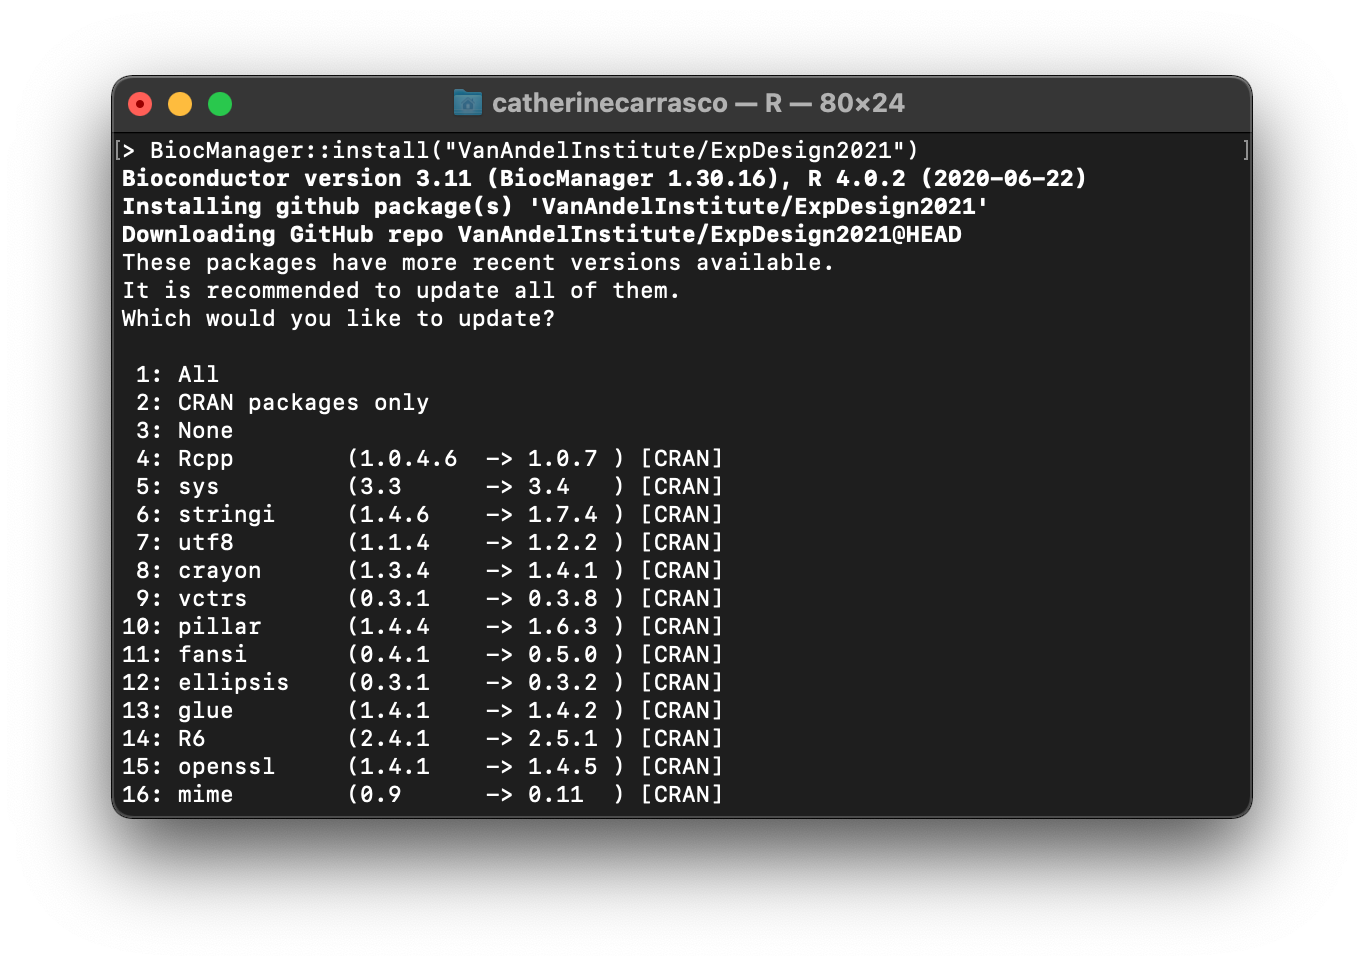 catherinecarrasco — R — 80×24
[> BiocManager::install("VanAndelInstitute/ExpDesign2021") ]
Bioconductor version 3.11 (BiocManager 1.30.16), R 4.0.2 (2020-06-22)
Installing github package(s) 'VanAndelInstitute/ExpDesign2021'
Downloading GitHub repo VanAndelInstitute/ExpDesign2021@HEAD
These packages have more recent versions available.
It is recommended to update all of them.
Which would you like to update?
1: All
2: CRAN packages only
3: None
4: Rcpp (1.0.4.6 -> 1.0.7 ) [CRAN]
5: sys (3.3 -> 3.4 ) [CRAN]
6: stringi (1.4.6 -> 1.7.4 ) [CRAN]
7: utf8 (1.1.4 -> 1.2.2 ) [CRAN]
8: crayon (1.3.4 -> 1.4.1 ) [CRAN]
9: vctrs (0.3.1 -> 0.3.8 ) [CRAN]
10: pillar (1.4.4 -> 1.6.3 ) [CRAN]
11: fansi (0.4.1 -> 0.5.0 ) [CRAN]
12: ellipsis (0.3.1 -> 0.3.2 ) [CRAN]
13: glue (1.4.1 -> 1.4.2 ) [CRAN]
14: R6 (2.4.1 -> 2.5.1 ) [CRAN]
15: openssl (1.4.1 -> 1.4.5 ) [CRAN]
16: mime (0.9 -> 0.11 ) [CRAN]